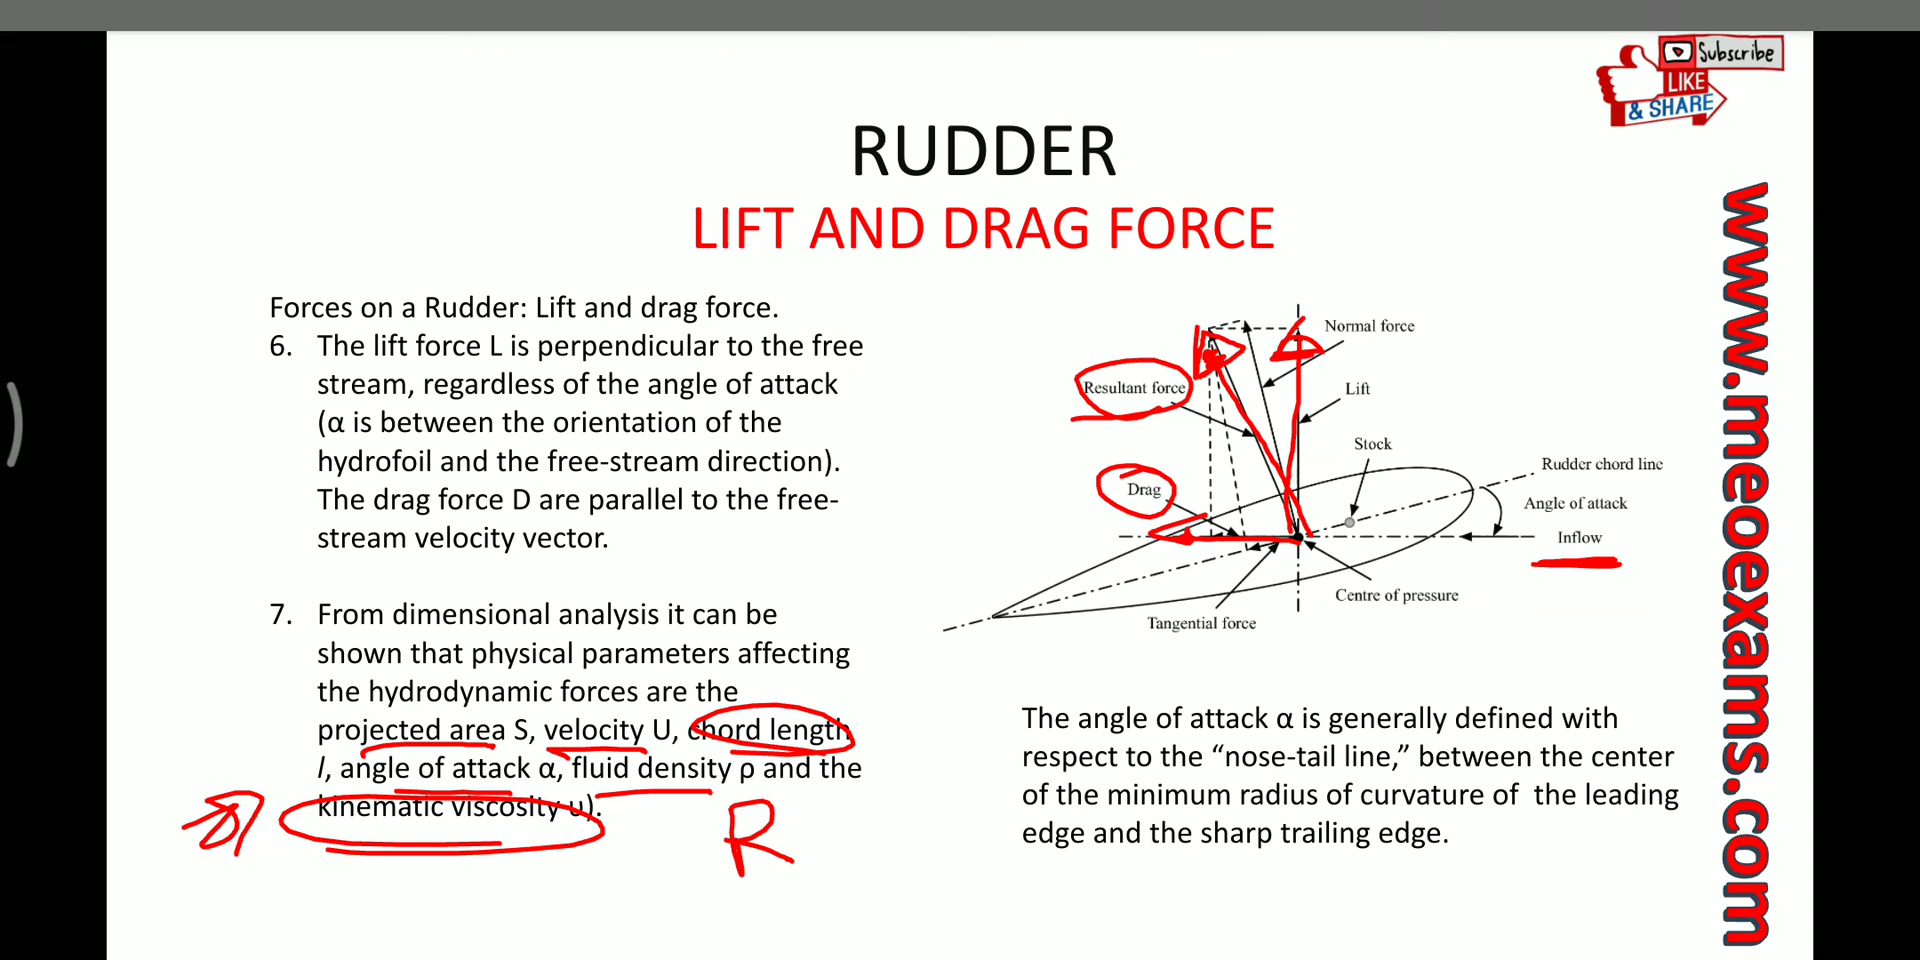 Subscribe
LIKE
& SHARE
RUDDER
LIFT AND DRAG FORCE
Forces on a Rudder: Lift and drag force.
6. The lift force L is perpendicular to the free
stream, regardless of the angle of attack
(α is between the orientation of the
hydrofoil and the free-stream direction).
The drag force D are parallel to the free-
stream velocity vector.
7. From dimensional analysis it can be
shown that physical parameters affecting
the hydrodynamic forces are the
projected area S, velocity U, chord length
l, angle of attack α, fluid density ρ and the
kinematic viscosity υ).
R
Normal force
Resultant force
Lift
Stock
Rudder chord line
Drag
Angle of attack
Inflow
Centre of pressure
Tangential force
The angle of attack α is generally defined with
respect to the “nose-tail line,” between the center
of the minimum radius of curvature of the leading
edge and the sharp trailing edge.
www.meoexams.com